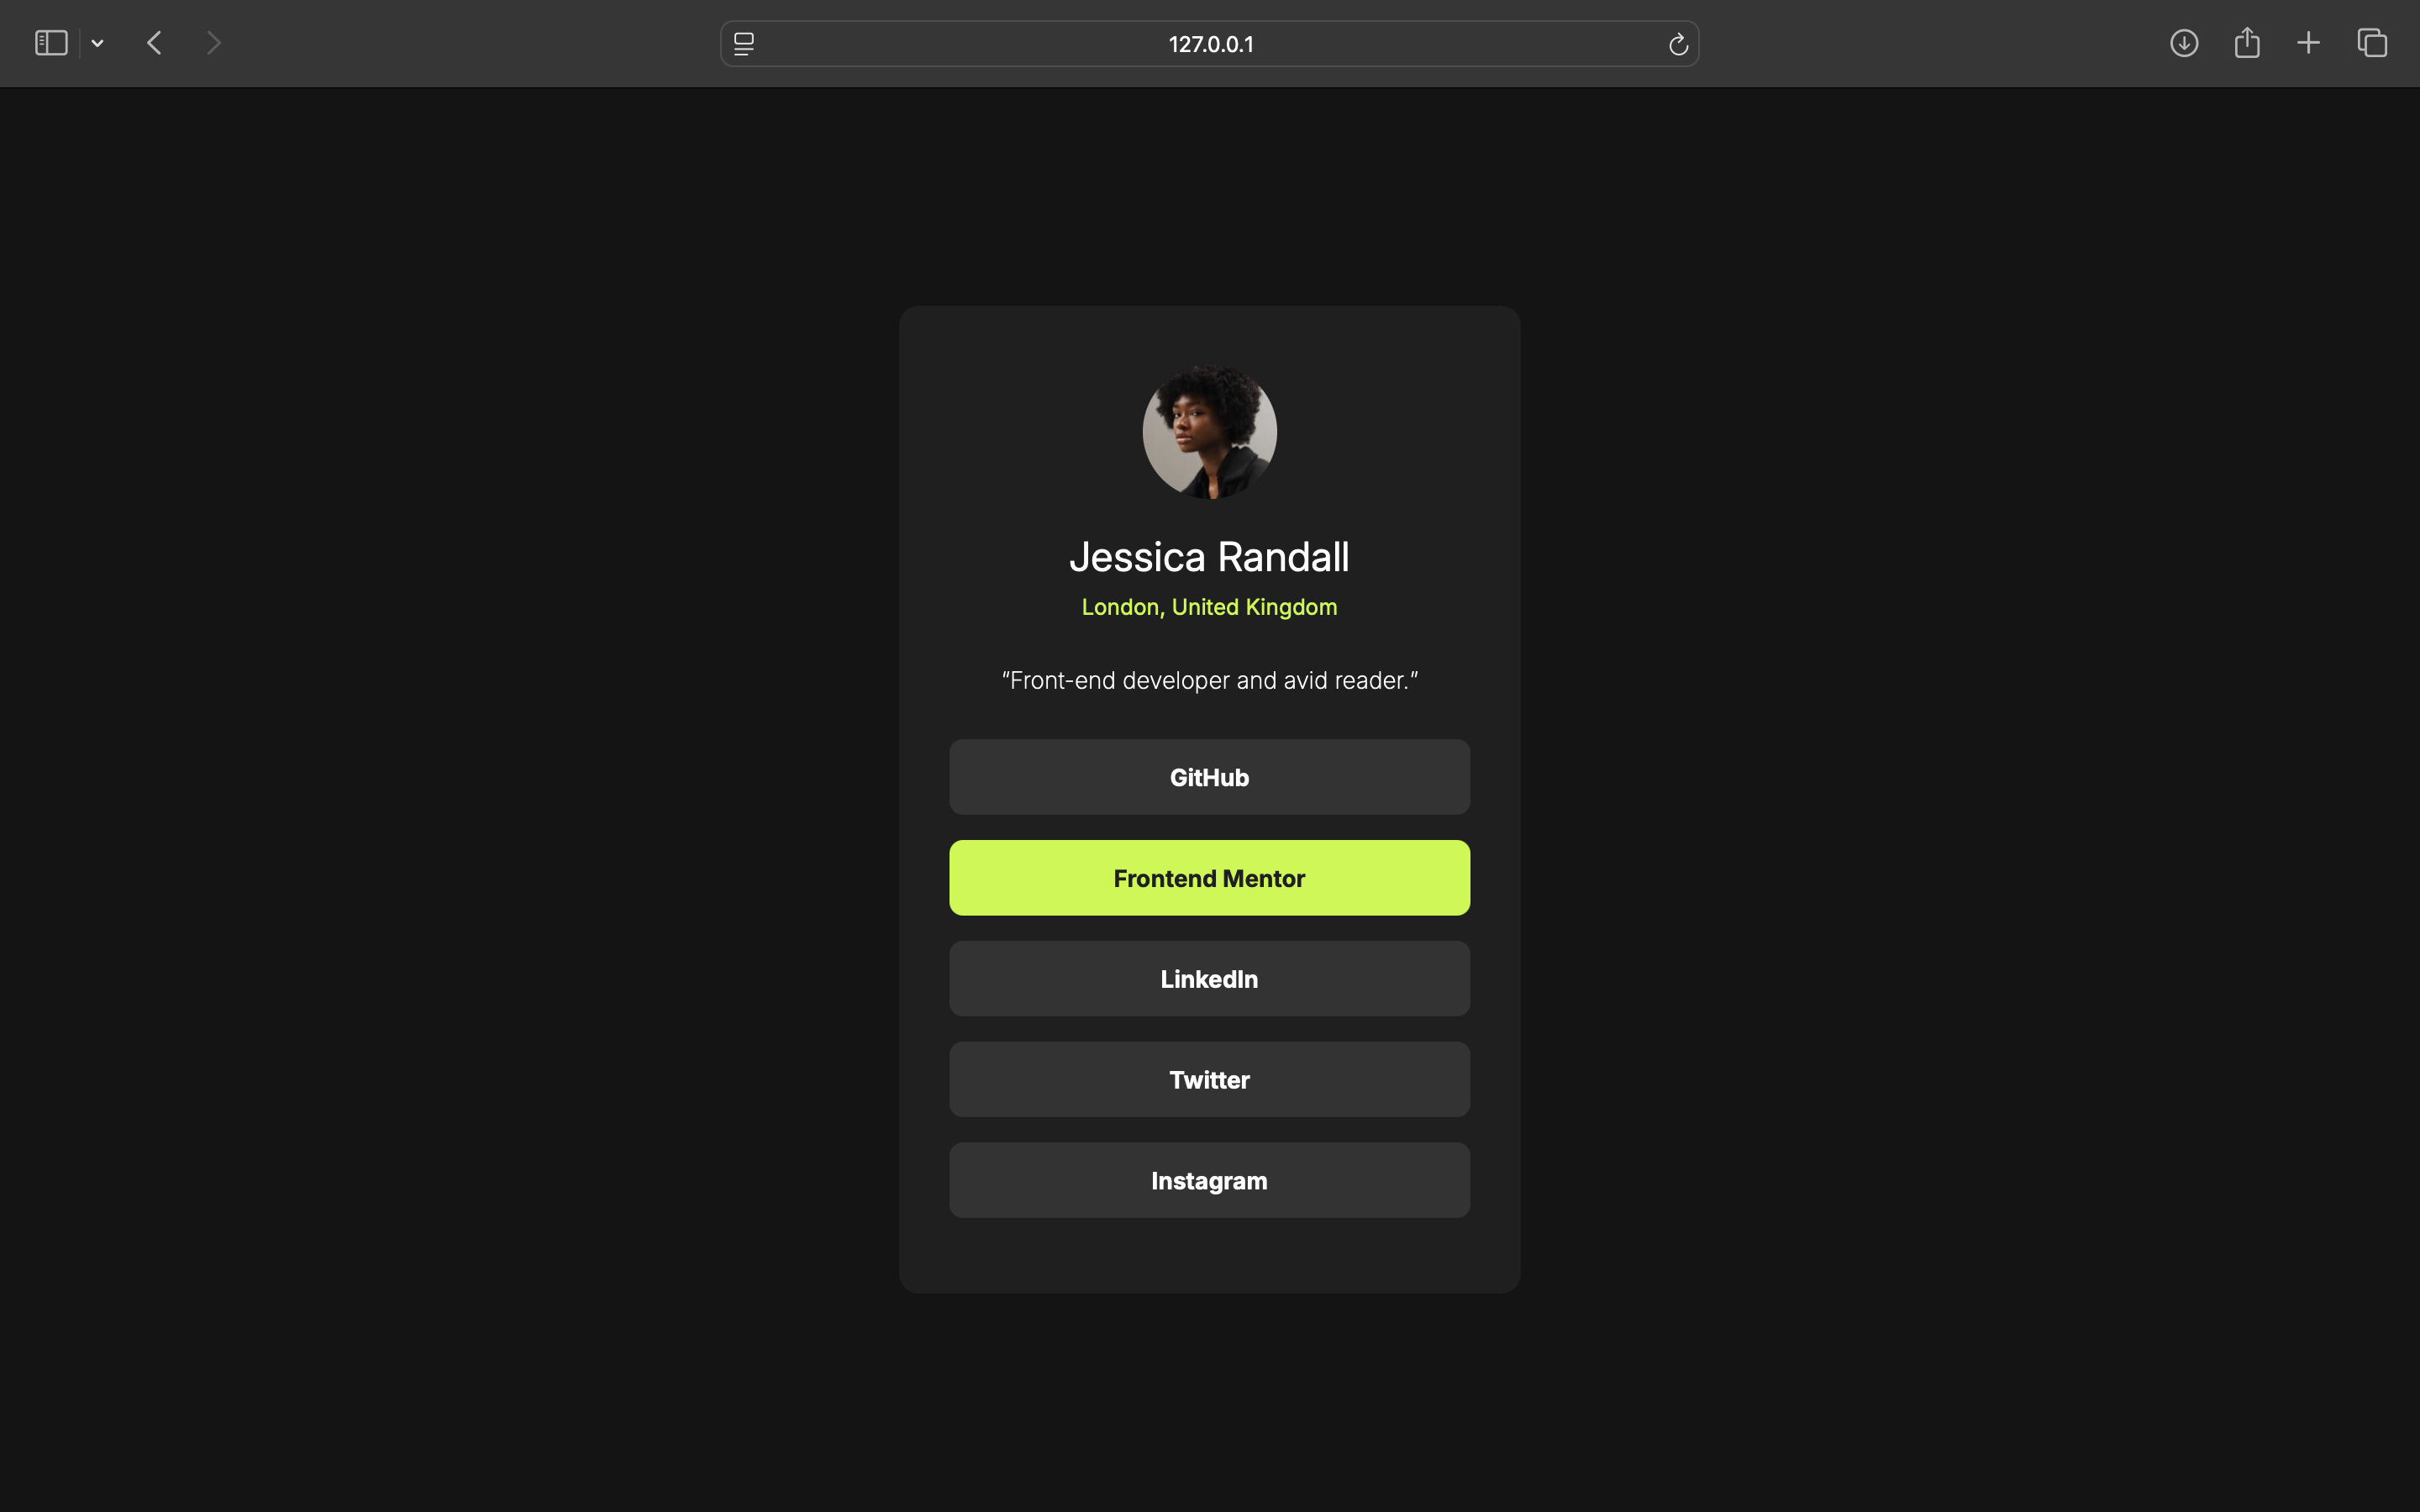 127.0.0.1
Jessica Randall
London, United Kingdom
“Front-end developer and avid reader.”
GitHub
Frontend Mentor
LinkedIn
Twitter
Instagram